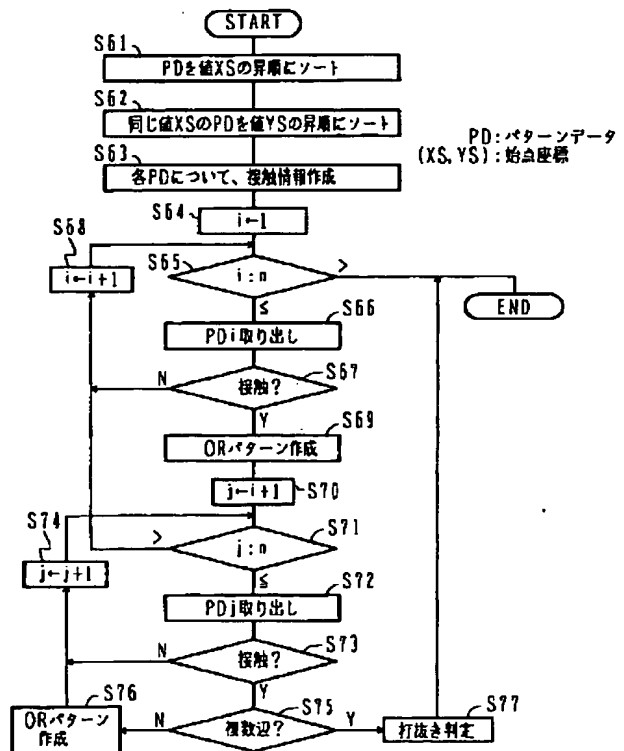 START
S61
PDを値XSの昇順にソート
S62
同じ値XSのPDを値YSの昇順にソート
PD:パターンデータ
(XS,YS):始点座標
S63
各PDについて、接触情報作成
S64
i←1
S68
i←i+1
S65
i:n
>
END
≤
S66
PDi取り出し
S67
接触?
N
Y
S69
ORパターン作成
S70
j←i+1
S74
j←j+1
S71
j:n
>
≤
S72
PDj取り出し
S73
接触?
N
Y
S76
ORパターン
作成
S75
複数辺?
N
Y
S77
打抜き判定